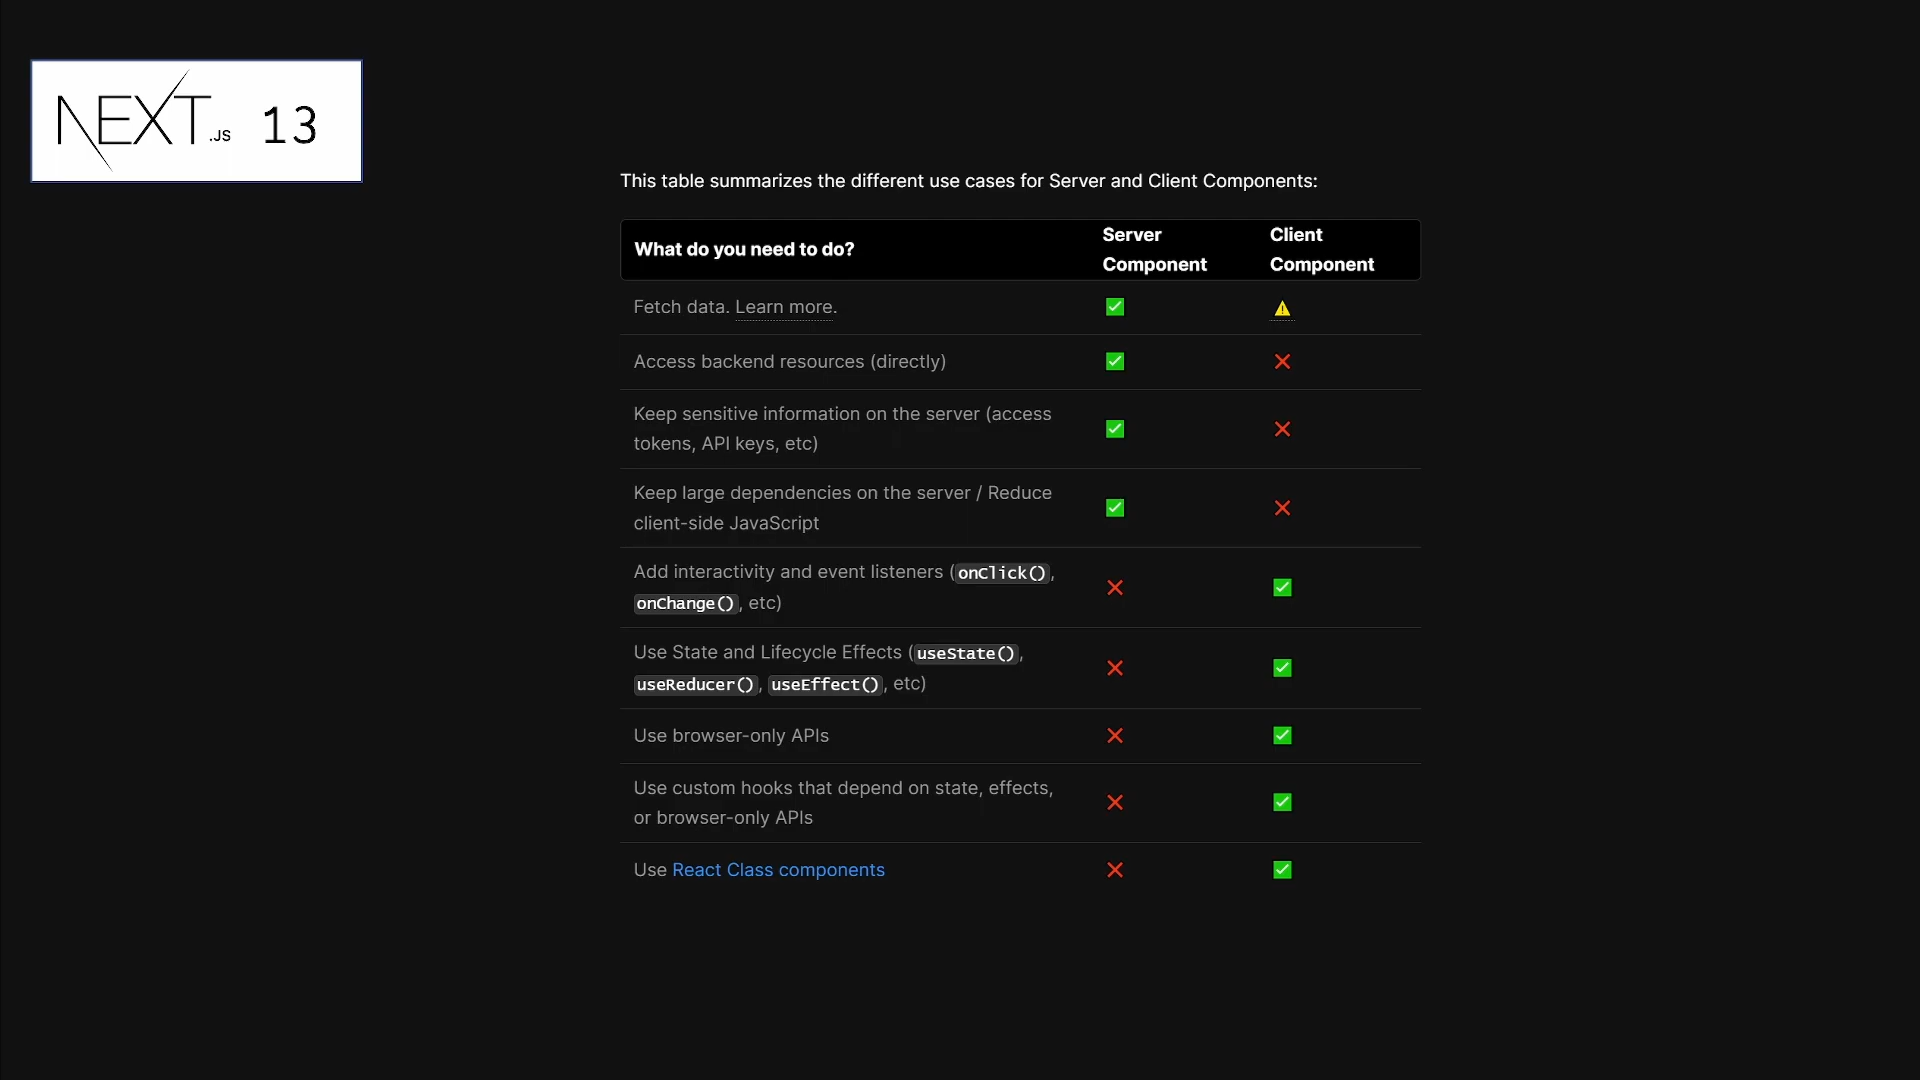 NEXT.JS 13
This table summarizes the different use cases for Server and Client Components:
What do you need to do?
Server
Component
Client
Component
Fetch data. Learn more.
Access backend resources (directly)
Keep sensitive information on the server (access
tokens, API keys, etc)
Keep large dependencies on the server / Reduce
client-side JavaScript
Add interactivity and event listeners (onClick(),
onChange(), etc)
Use State and Lifecycle Effects (useState(),
useReducer(), useEffect(), etc)
Use browser-only APIs
Use custom hooks that depend on state, effects,
or browser-only APIs
Use React Class components